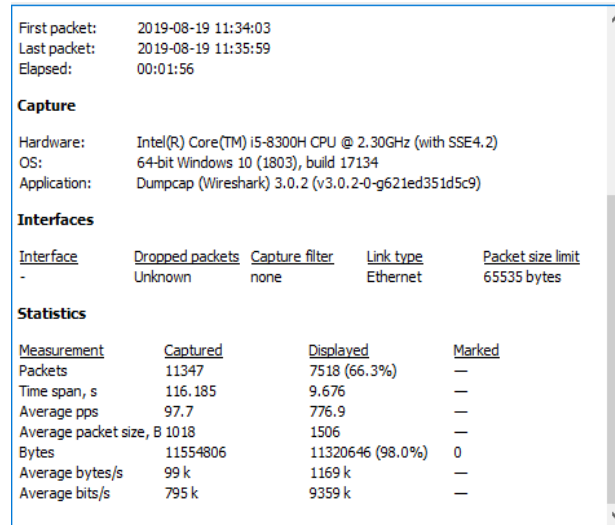 First packet: 2019-08-19 11:34:03
Last packet: 2019-08-19 11:35:59
Elapsed: 00:01:56
Capture
Hardware: Intel(R) Core(TM) i5-8300H CPU @ 2.30GHz (with SSE4.2)
OS: 64-bit Windows 10 (1803), build 17134
Application: Dumpcap (Wireshark) 3.0.2 (v3.0.2-0-g621ed351d5c9)
Interfaces
Interface Dropped packets Capture filter Link type Packet size limit
- Unknown none Ethernet 65535 bytes
Statistics
Measurement Captured Displayed Marked
Packets 11347 7518 (66.3%) —
Time span, s 116.185 9.676 —
Average pps 97.7 776.9 —
Average packet size, B 1018 1506 —
Bytes 11554806 11320646 (98.0%) 0
Average bytes/s 99 k 1169 k —
Average bits/s 795 k 9359 k —